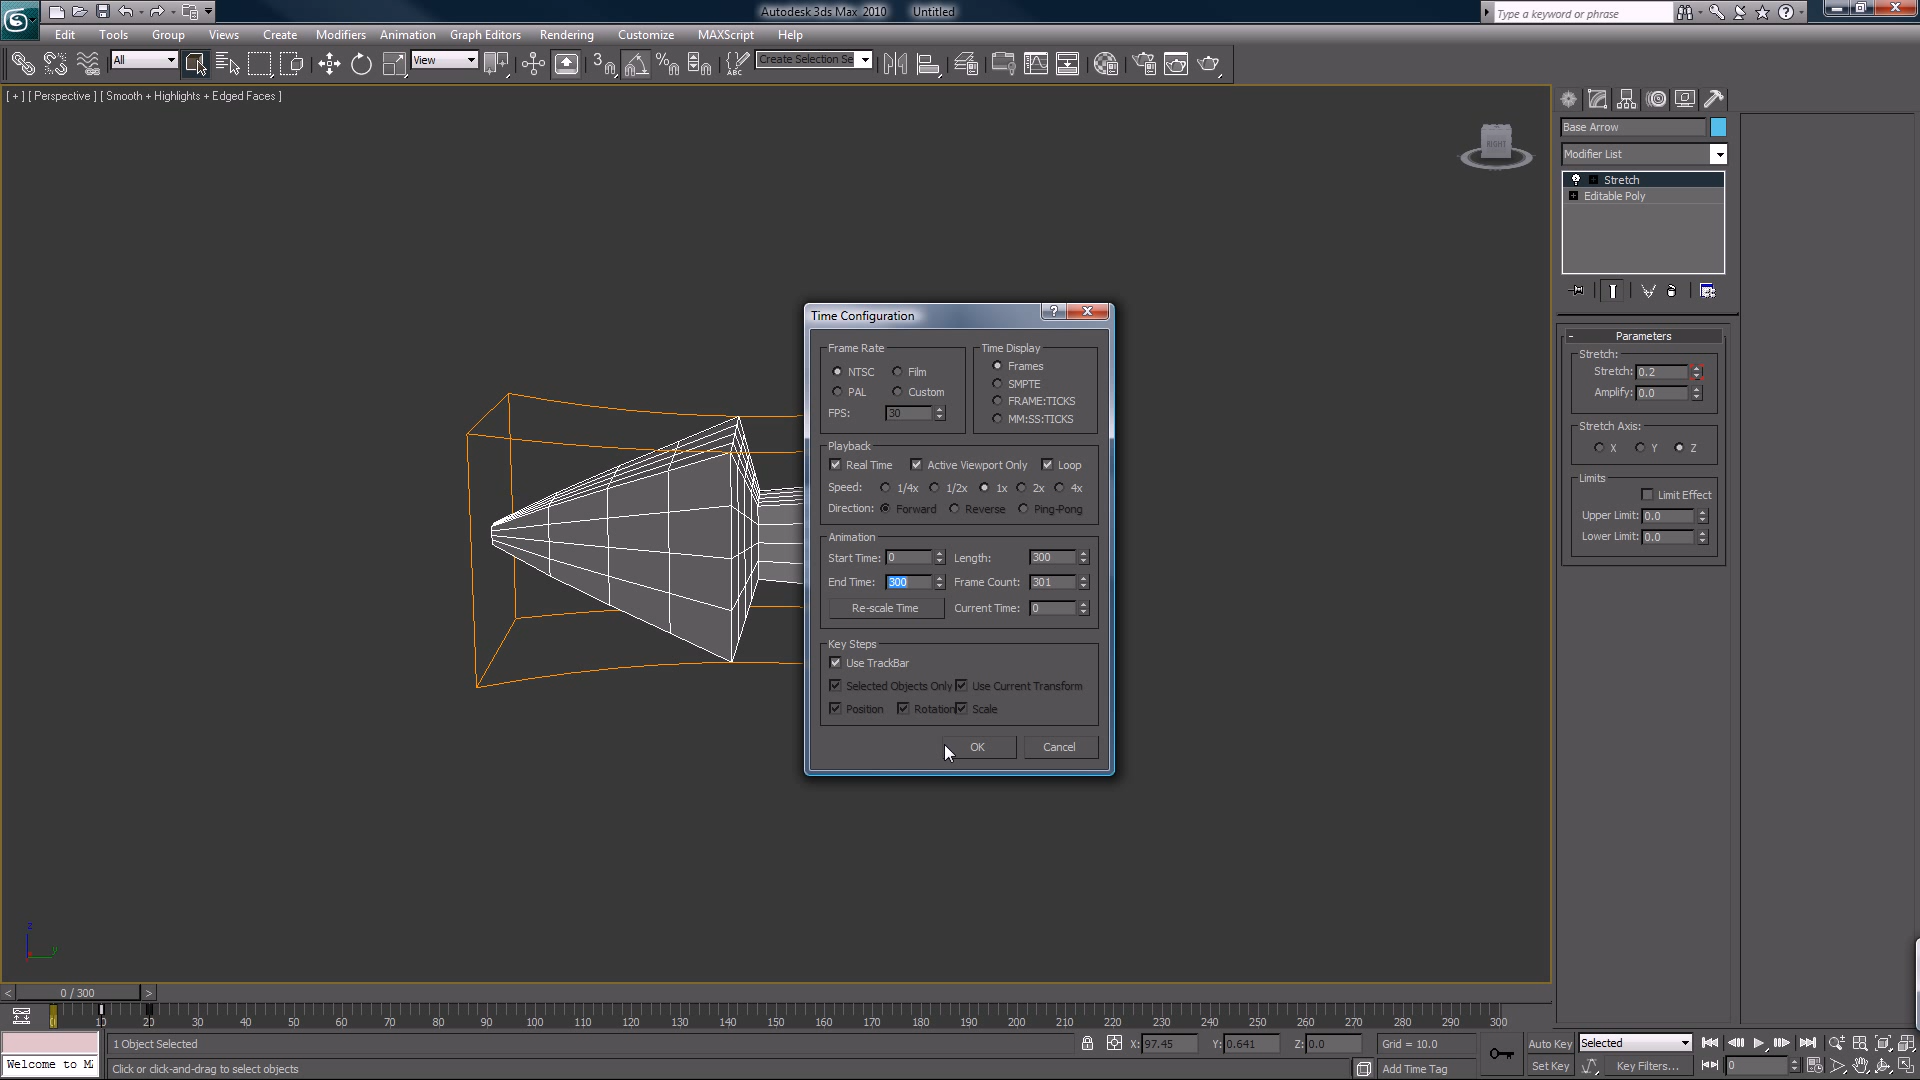 Autodesk 3ds Max 2010 Untitled
Type a keyword or phrase
Edit Tools Group Views Create Modifiers Animation Graph Editors Rendering Customize MAXScript Help
All View Create Selection Se
3 % ABC
[ + ] [ Perspective ] [ Smooth + Highlights + Edged Faces ]
RIGHT
Base Arrow
Modifier List
Stretch
Editable Poly
Parameters
Stretch:
Stretch: 0.2
Amplify: 0.0
Stretch Axis:
X Y Z
Limits
Limit Effect
Upper Limit: 0.0
Lower Limit: 0.0
Time Configuration
Frame Rate
NTSC Film
PAL Custom
FPS: 30
Time Display
Frames
SMPTE
FRAME:TICKS
MM:SS:TICKS
Playback
Real Time Active Viewport Only Loop
Speed: 1/4x 1/2x 1x 2x 4x
Direction: Forward Reverse Ping-Pong
Animation
Start Time: 0 Length: 300
End Time: 300 Frame Count: 301
Re-scale Time Current Time: 0
Key Steps
Use TrackBar
Selected Objects Only Use Current Transform
Position Rotation Scale
OK Cancel
z
y
< 0 / 300 >
0 10 20 30 40 50 60 70 80 90 100 110 120 130 140 150 160 170 180 190 200 210 220 230 240 250 260 270 280 290 300
1 Object Selected X: 97.45 Y: 0.641 Z: 0.0 Grid = 10.0 Auto Key Selected
Welcome to M Click or click-and-drag to select objects Add Time Tag Set Key Key Filters... 0